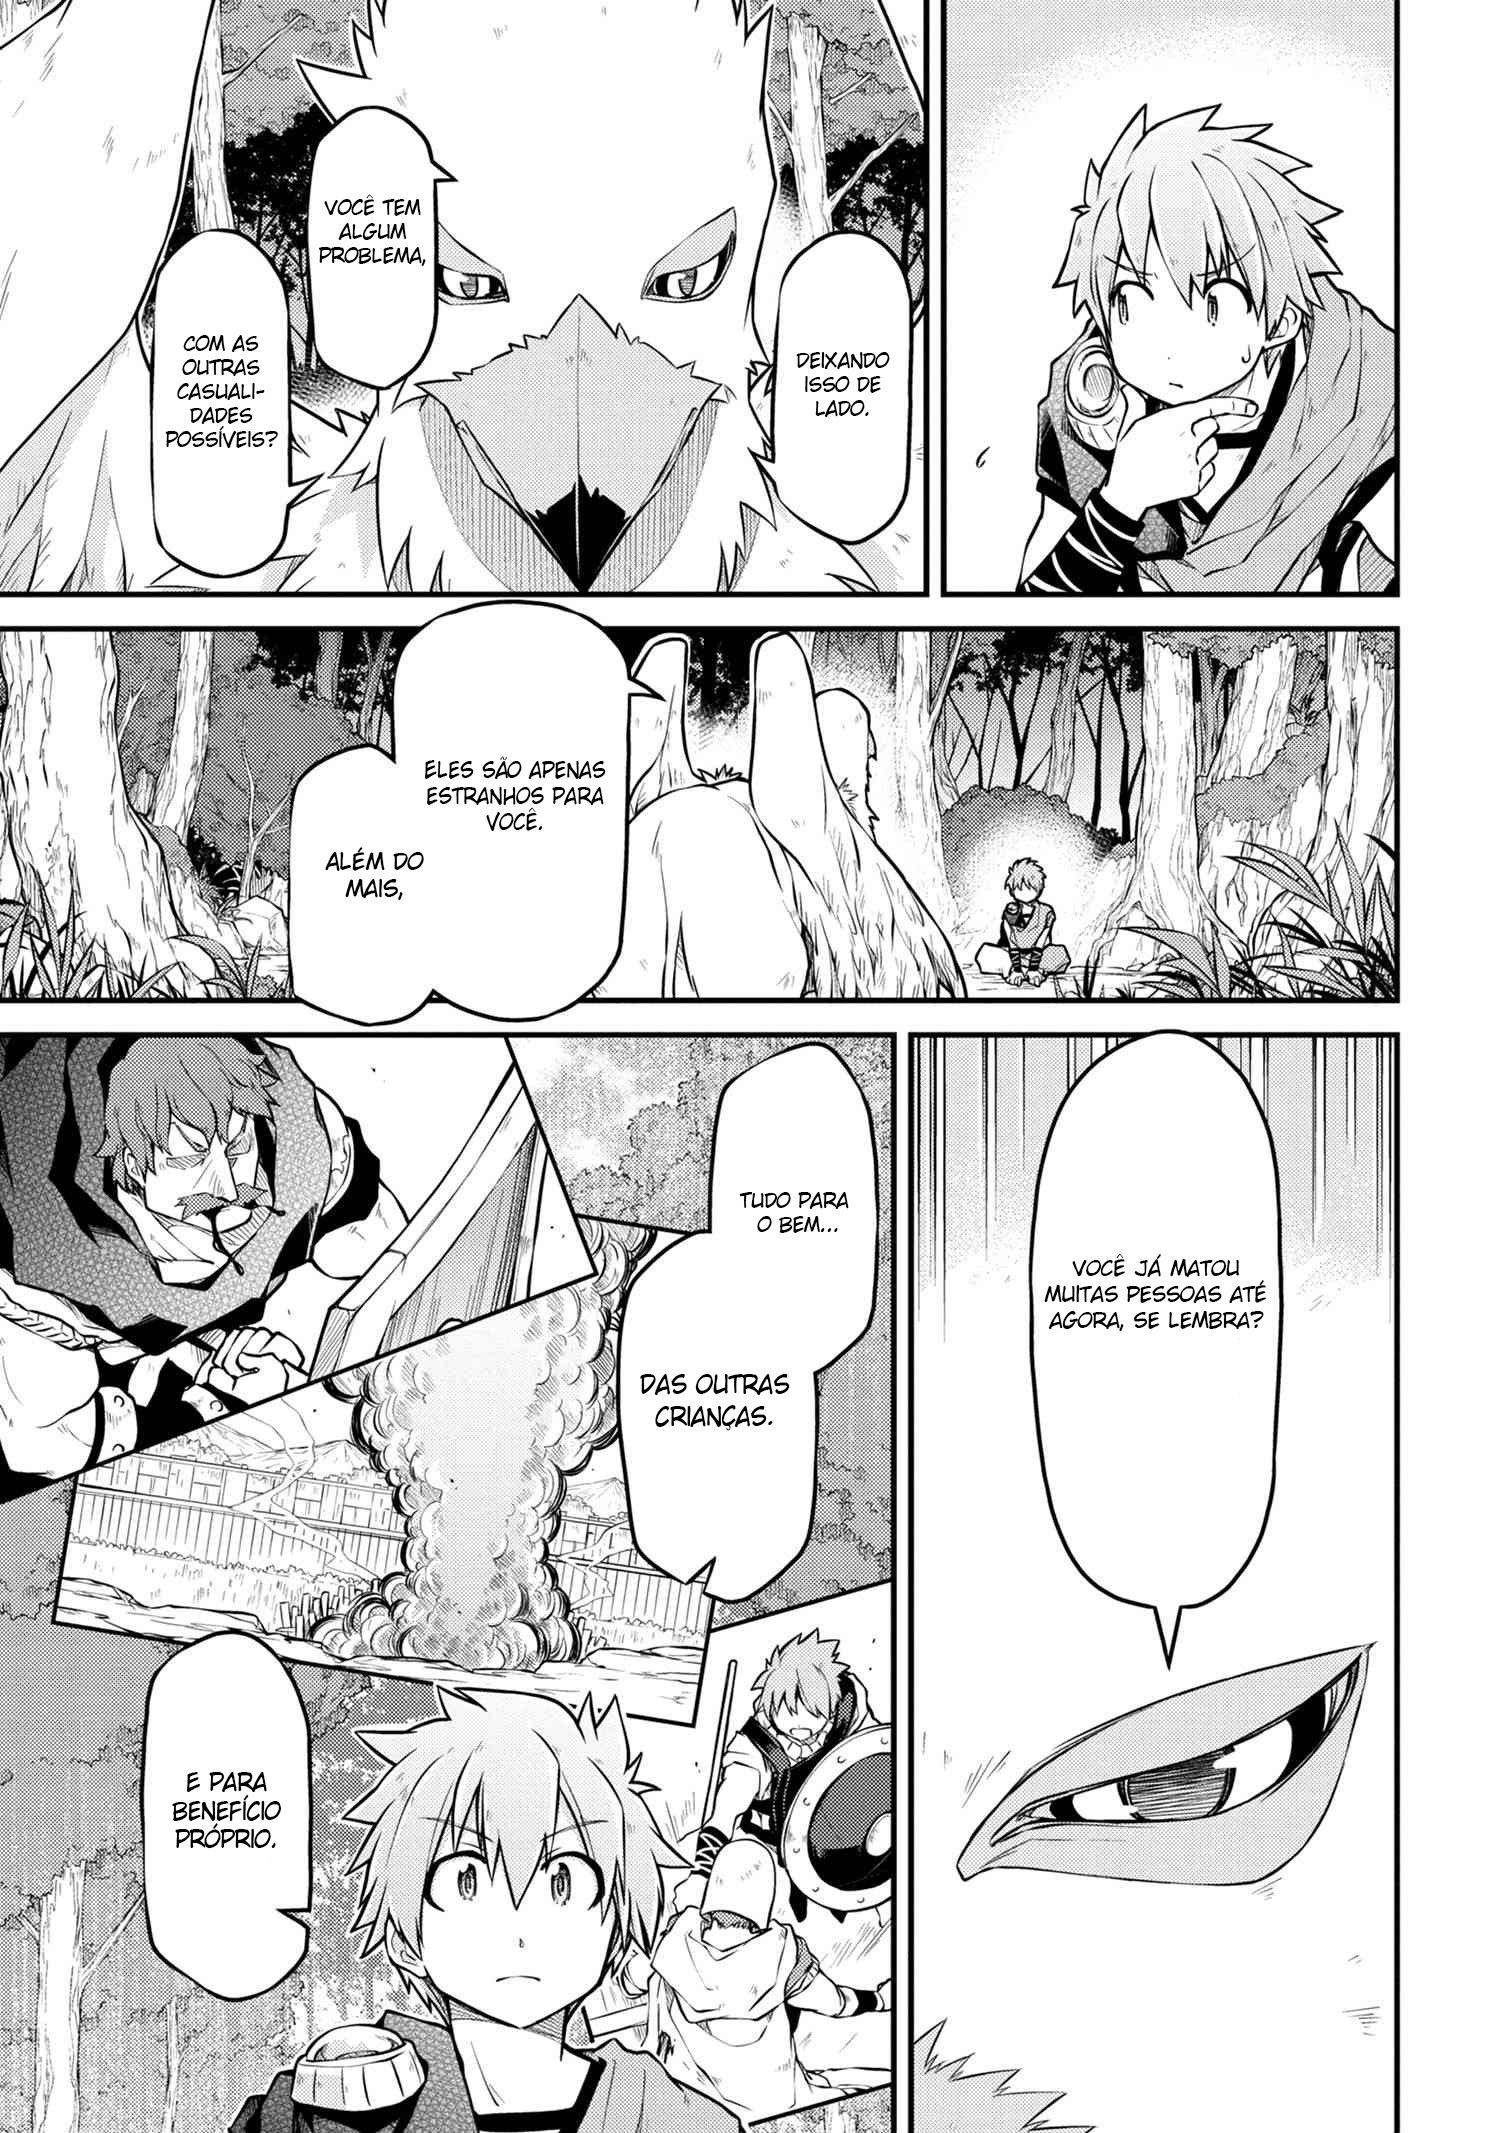 DEIXANDO
ISSO DE
LADO.
VOCÊ TEM
ALGUM
PROBLEMA,
COM AS
OUTRAS
CASUALI-
DADES
POSSÍVEIS?
ELES SÃO APENAS
ESTRANHOS PARA
VOCÊ.
ALÉM DO
MAIS,
VOCÊ JÁ MATOU
MUITAS PESSOAS ATÉ
AGORA, SE LEMBRA?
TUDO PARA
O BEM...
DAS OUTRAS
CRIANÇAS.
E PARA
BENEFÍCIO
PRÓPRIO.